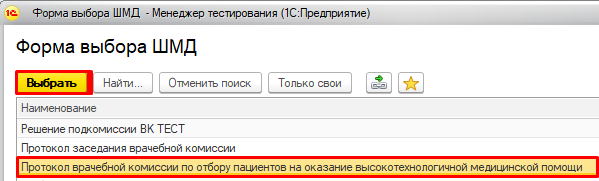 1С Форма выбора ШМД - Менеджер тестирования (1С:Предприятие)
Форма выбора ШМД
Выбрать Найти... Отменить поиск Только свои
Наименование
Решение подкомиссии ВК ТЕСТ
Протокол заседания врачебной комиссии
Протокол врачебной комиссии по отбору пациентов на оказание высокотехнологичной медицинской помощи